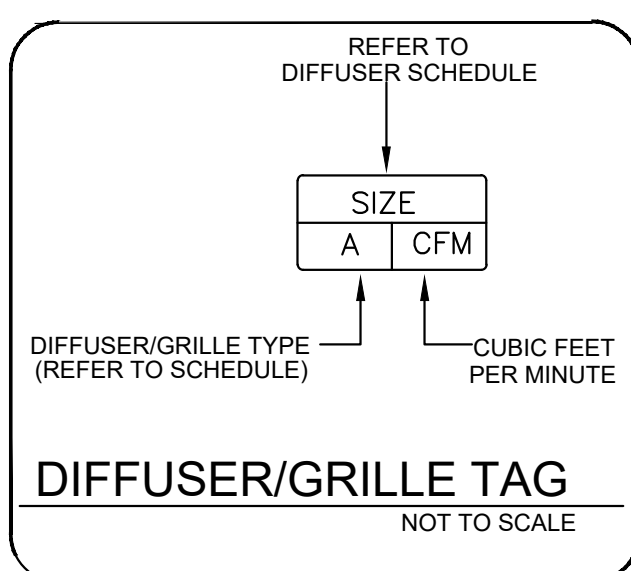 REFER TO
DIFFUSER SCHEDULE
SIZE
A
CFM
DIFFUSER/GRILLE TYPE
(REFER TO SCHEDULE)
CUBIC FEET
PER MINUTE
DIFFUSER/GRILLE TAG
NOT TO SCALE